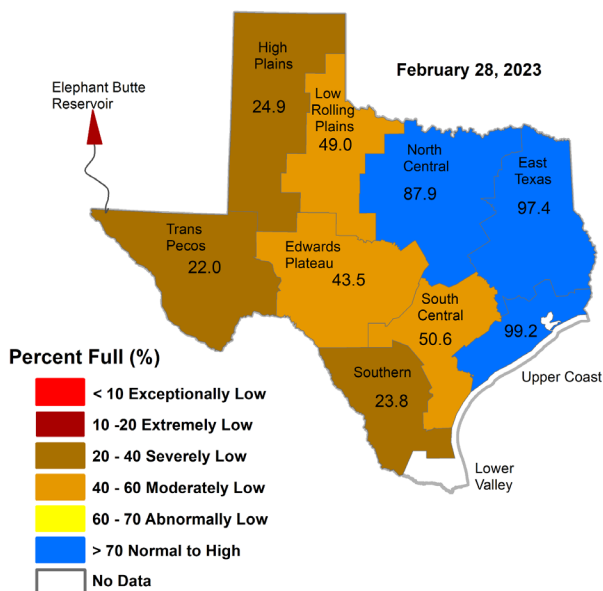 High
Plains
24.9
February 28, 2023
Elephant Butte
Reservoir
Low
Rolling
Plains
49.0
North
Central
87.9
East
Texas
97.4
Trans
Pecos
22.0
Edwards
Plateau
43.5
South
Central
50.6
99.2
Upper Coast
Southern
23.8
Lower
Valley
Percent Full (%)
< 10 Exceptionally Low
10 -20 Extremely Low
20 - 40 Severely Low
40 - 60 Moderately Low
60 - 70 Abnormally Low
> 70 Normal to High
No Data